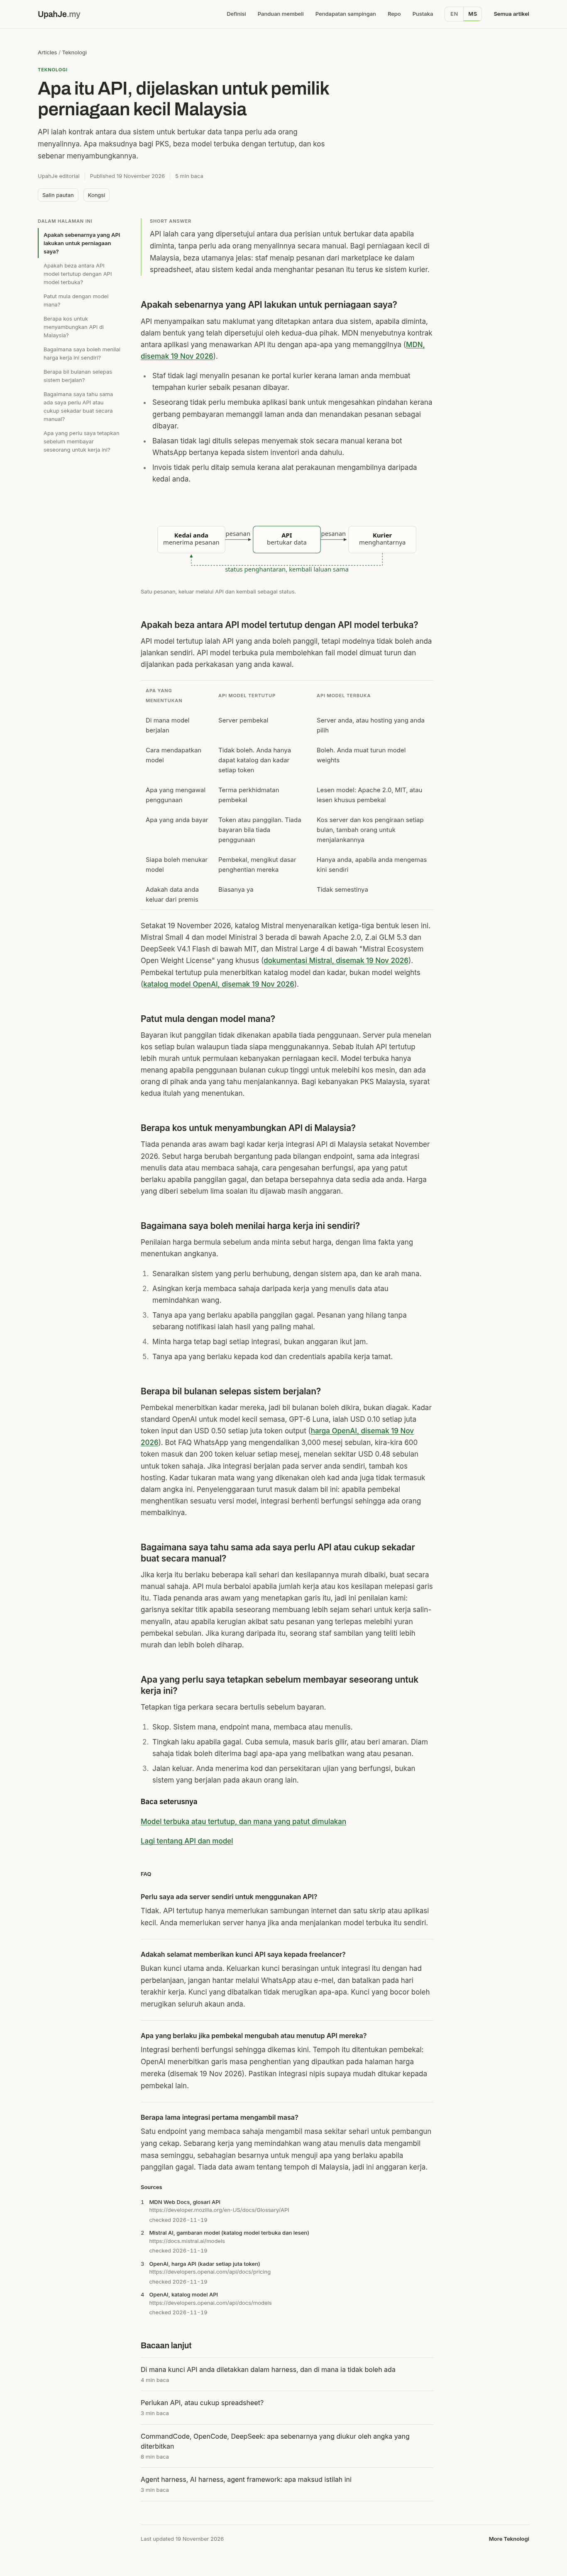 UpahJe.my
Definisi
Panduan membeli
Pendapatan sampingan
Repo
Pustaka
EN
MS
Semua artikel
Articles / Teknologi
TEKNOLOGI
Apa itu API, dijelaskan untuk pemilik
perniagaan kecil Malaysia
API ialah kontrak antara dua sistem untuk bertukar data tanpa perlu ada orang
menyalinnya. Apa maksudnya bagi PKS, beza model terbuka dengan tertutup, dan kos
sebenar menyambungkannya.
UpahJe editorial
Published 19 November 2026
5 min baca
Salin pautan
Kongsi
DALAM HALAMAN INI
Apakah sebenarnya yang API
lakukan untuk perniagaan
saya?
Apakah beza antara API
model tertutup dengan API
model terbuka?
Patut mula dengan model
mana?
Berapa kos untuk
menyambungkan API di
Malaysia?
Bagaimana saya boleh menilai
harga kerja ini sendiri?
Berapa bil bulanan selepas
sistem berjalan?
Bagaimana saya tahu sama
ada saya perlu API atau
cukup sekadar buat secara
manual?
Apa yang perlu saya tetapkan
sebelum membayar
seseorang untuk kerja ini?
SHORT ANSWER
API ialah cara yang dipersetujui antara dua perisian untuk bertukar data apabila
diminta, tanpa perlu ada orang menyalinnya secara manual. Bagi perniagaan kecil di
Malaysia, beza utamanya jelas: staf menaip pesanan dari marketplace ke dalam
spreadsheet, atau sistem kedai anda menghantar pesanan itu terus ke sistem kurier.
Apakah sebenarnya yang API lakukan untuk perniagaan saya?
API menyampaikan satu maklumat yang ditetapkan antara dua sistem, apabila diminta,
dalam bentuk yang telah dipersetujui oleh kedua-dua pihak. MDN menyebutnya kontrak
antara aplikasi yang menawarkan API itu dengan apa-apa yang memanggilnya (MDN,
disemak 19 Nov 2026).
• Staf tidak lagi menyalin pesanan ke portal kurier kerana laman anda membuat
tempahan kurier sebaik pesanan dibayar.
• Seseorang tidak perlu membuka aplikasi bank untuk mengesahkan pindahan kerana
gerbang pembayaran memanggil laman anda dan menandakan pesanan sebagai
dibayar.
• Balasan tidak lagi ditulis selepas menyemak stok secara manual kerana bot
WhatsApp bertanya kepada sistem inventori anda dahulu.
• Invois tidak perlu ditaip semula kerana alat perakaunan mengambilnya daripada
kedai anda.
Kedai anda
menerima pesanan
pesanan
API
bertukar data
pesanan
Kurier
menghantarnya
status penghantaran, kembali laluan sama
Satu pesanan, keluar melalui API dan kembali sebagai status.
Apakah beza antara API model tertutup dengan API model terbuka?
API model tertutup ialah API yang anda boleh panggil, tetapi modelnya tidak boleh anda
jalankan sendiri. API model terbuka pula membolehkan fail model dimuat turun dan
dijalankan pada perkakasan yang anda kawal.
APA YANG
MENENTUKAN
API MODEL TERTUTUP
API MODEL TERBUKA
Di mana model
berjalan
Server pembekal
Server anda, atau hosting yang anda
pilih
Cara mendapatkan
model
Tidak boleh. Anda hanya
dapat katalog dan kadar
setiap token
Boleh. Anda muat turun model
weights
Apa yang mengawal
penggunaan
Terma perkhidmatan
pembekal
Lesen model: Apache 2.0, MIT, atau
lesen khusus pembekal
Apa yang anda bayar
Token atau panggilan. Tiada
bayaran bila tiada
penggunaan
Kos server dan kos pengiraan setiap
bulan, tambah orang untuk
menjalankannya
Siapa boleh menukar
model
Pembekal, mengikut dasar
penghentian mereka
Hanya anda, apabila anda mengemas
kini sendiri
Adakah data anda
keluar dari premis
Biasanya ya
Tidak semestinya
Setakat 19 November 2026, katalog Mistral menyenaraikan ketiga-tiga bentuk lesen ini.
Mistral Small 4 dan model Ministral 3 berada di bawah Apache 2.0, Z.ai GLM 5.3 dan
DeepSeek V4.1 Flash di bawah MIT, dan Mistral Large 4 di bawah "Mistral Ecosystem
Open Weight License" yang khusus (dokumentasi Mistral, disemak 19 Nov 2026).
Pembekal tertutup pula menerbitkan katalog model dan kadar, bukan model weights
(katalog model OpenAI, disemak 19 Nov 2026).
Patut mula dengan model mana?
Bayaran ikut panggilan tidak dikenakan apabila tiada penggunaan. Server pula menelan
kos setiap bulan walaupun tiada siapa menggunakannya. Sebab itulah API tertutup
lebih murah untuk permulaan kebanyakan perniagaan kecil. Model terbuka hanya
menang apabila penggunaan bulanan cukup tinggi untuk melebihi kos mesin, dan ada
orang di pihak anda yang tahu menjalankannya. Bagi kebanyakan PKS Malaysia, syarat
kedua itulah yang menentukan.
Berapa kos untuk menyambungkan API di Malaysia?
Tiada penanda aras awam bagi kadar kerja integrasi API di Malaysia setakat November
2026. Sebut harga berubah bergantung pada bilangan endpoint, sama ada integrasi
menulis data atau membaca sahaja, cara pengesahan berfungsi, apa yang patut
berlaku apabila panggilan gagal, dan betapa bersepahnya data sedia ada anda. Harga
yang diberi sebelum lima soalan itu dijawab masih anggaran.
Bagaimana saya boleh menilai harga kerja ini sendiri?
Penilaian harga bermula sebelum anda minta sebut harga, dengan lima fakta yang
menentukan angkanya.
1. Senaraikan sistem yang perlu berhubung, dengan sistem apa, dan ke arah mana.
2. Asingkan kerja membaca sahaja daripada kerja yang menulis data atau
memindahkan wang.
3. Tanya apa yang berlaku apabila panggilan gagal. Pesanan yang hilang tanpa
sebarang notifikasi ialah hasil yang paling mahal.
4. Minta harga tetap bagi setiap integrasi, bukan anggaran ikut jam.
5. Tanya apa yang berlaku kepada kod dan credentials apabila kerja tamat.
Berapa bil bulanan selepas sistem berjalan?
Pembekal menerbitkan kadar mereka, jadi bil bulanan boleh dikira, bukan diagak. Kadar
standard OpenAI untuk model kecil semasa, GPT-6 Luna, ialah USD 0.10 setiap juta
token input dan USD 0.50 setiap juta token output (harga OpenAI, disemak 19 Nov
2026). Bot FAQ WhatsApp yang mengendalikan 3,000 mesej sebulan, kira-kira 600
token masuk dan 200 token keluar setiap mesej, menelan sekitar USD 0.48 sebulan
untuk token sahaja. Jika integrasi berjalan pada server anda sendiri, tambah kos
hosting. Kadar tukaran mata wang yang dikenakan oleh kad anda juga tidak termasuk
dalam angka ini. Penyelenggaraan turut masuk dalam bil ini: apabila pembekal
menghentikan sesuatu versi model, integrasi berhenti berfungsi sehingga ada orang
membaikinya.
Bagaimana saya tahu sama ada saya perlu API atau cukup sekadar
buat secara manual?
Jika kerja itu berlaku beberapa kali sehari dan kesilapannya murah dibaiki, buat secara
manual sahaja. API mula berbaloi apabila jumlah kerja atau kos kesilapan melepasi garis
itu. Tiada penanda aras awam yang menetapkan garis itu, jadi ini penilaian kami:
garisnya sekitar titik apabila seseorang membuang lebih sejam sehari untuk kerja salin-
menyalin, atau apabila kerugian akibat satu pesanan yang terlepas melebihi yuran
pembekal sebulan. Jika kurang daripada itu, seorang staf sambilan yang teliti lebih
murah dan lebih boleh diharap.
Apa yang perlu saya tetapkan sebelum membayar seseorang untuk
kerja ini?
Tetapkan tiga perkara secara bertulis sebelum bayaran.
1. Skop. Sistem mana, endpoint mana, membaca atau menulis.
2. Tingkah laku apabila gagal. Cuba semula, masuk baris gilir, atau beri amaran. Diam
sahaja tidak boleh diterima bagi apa-apa yang melibatkan wang atau pesanan.
3. Jalan keluar. Anda menerima kod dan persekitaran ujian yang berfungsi, bukan
sistem yang berjalan pada akaun orang lain.
Baca seterusnya
Model terbuka atau tertutup, dan mana yang patut dimulakan
Lagi tentang API dan model
FAQ
Perlu saya ada server sendiri untuk menggunakan API?
Tidak. API tertutup hanya memerlukan sambungan internet dan satu skrip atau aplikasi
kecil. Anda memerlukan server hanya jika anda menjalankan model terbuka itu sendiri.
Adakah selamat memberikan kunci API saya kepada freelancer?
Bukan kunci utama anda. Keluarkan kunci berasingan untuk integrasi itu dengan had
perbelanjaan, jangan hantar melalui WhatsApp atau e-mel, dan batalkan pada hari
terakhir kerja. Kunci yang dibatalkan tidak merugikan apa-apa. Kunci yang bocor boleh
merugikan seluruh akaun anda.
Apa yang berlaku jika pembekal mengubah atau menutup API mereka?
Integrasi berhenti berfungsi sehingga dikemas kini. Tempoh itu ditentukan pembekal:
OpenAI menerbitkan garis masa penghentian yang dipautkan pada halaman harga
mereka (disemak 19 Nov 2026). Pastikan integrasi nipis supaya mudah ditukar kepada
pembekal lain.
Berapa lama integrasi pertama mengambil masa?
Satu endpoint yang membaca sahaja mengambil masa sekitar sehari untuk pembangun
yang cekap. Sebarang kerja yang memindahkan wang atau menulis data mengambil
masa seminggu, sebahagian besarnya untuk menguji apa yang berlaku apabila
panggilan gagal. Tiada data awam tentang tempoh di Malaysia, jadi ini anggaran kerja.
Sources
1 MDN Web Docs, glosari API
https://developer.mozilla.org/en-US/docs/Glossary/API
checked 2026-11-19
2 Mistral AI, gambaran model (katalog model terbuka dan lesen)
https://docs.mistral.ai/models
checked 2026-11-19
3 OpenAI, harga API (kadar setiap juta token)
https://developers.openai.com/api/docs/pricing
checked 2026-11-19
4 OpenAI, katalog model API
https://developers.openai.com/api/docs/models
checked 2026-11-19
Bacaan lanjut
Di mana kunci API anda diletakkan dalam harness, dan di mana ia tidak boleh ada
4 min baca
Perlukan API, atau cukup spreadsheet?
3 min baca
CommandCode, OpenCode, DeepSeek: apa sebenarnya yang diukur oleh angka yang
diterbitkan
8 min baca
Agent harness, AI harness, agent framework: apa maksud istilah ini
3 min baca
Last updated 19 November 2026
More Teknologi